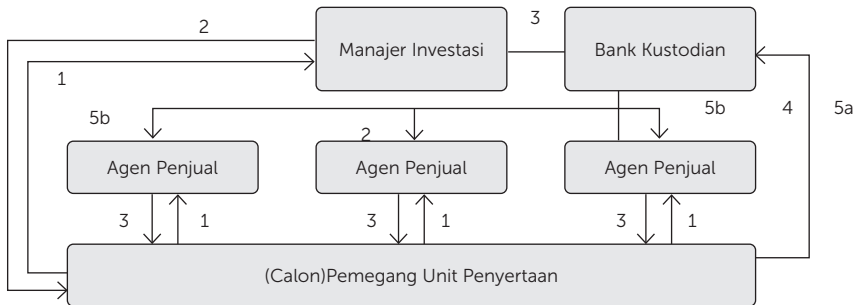 2
3
Manajer Investasi
Bank Kustodian
1
5b
5b
4
5a
2
Agen Penjual
Agen Penjual
Agen Penjual
3
1
3
1
3
1
(Calon)Pemegang Unit Penyertaan